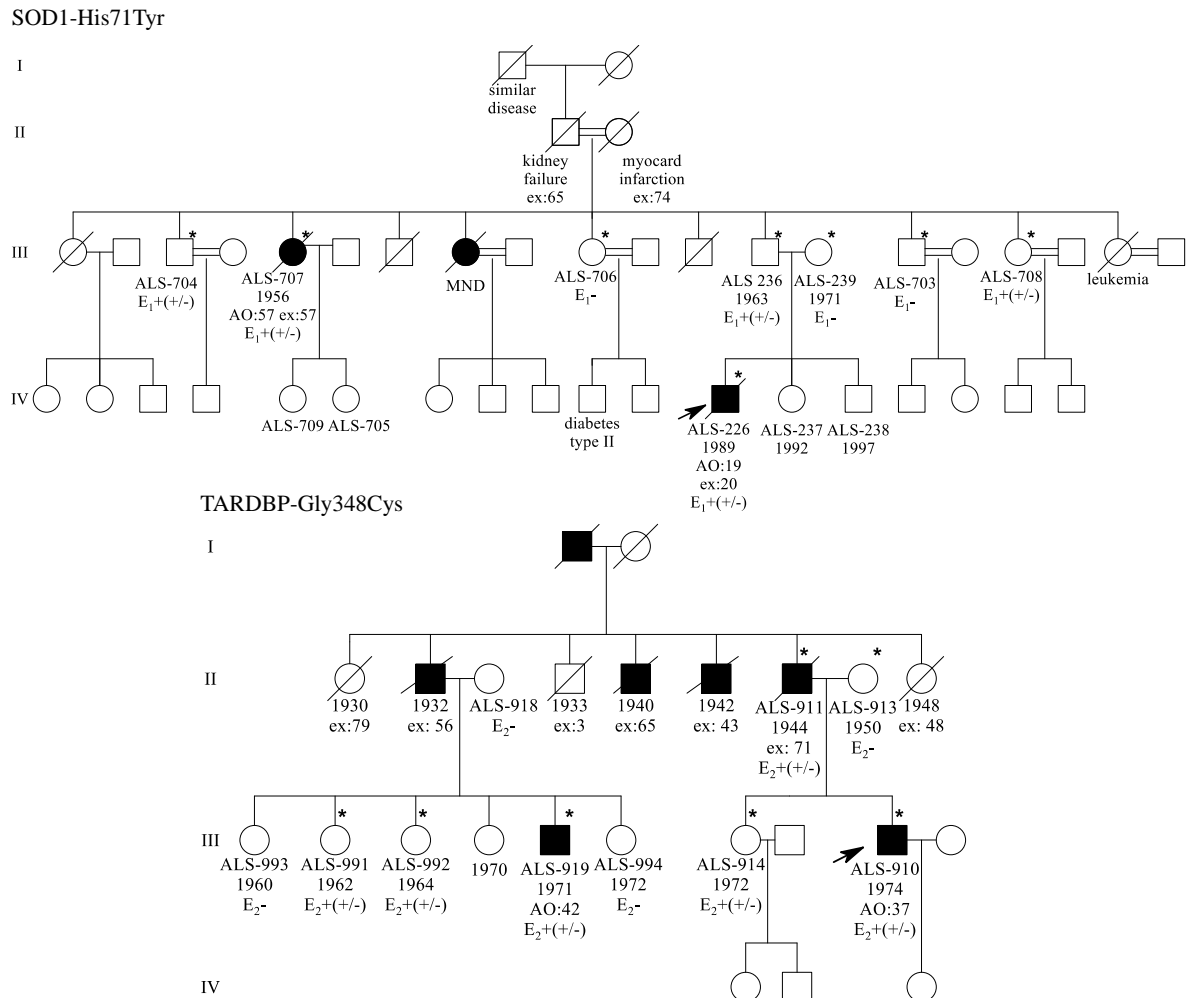 SOD1-His71Tyr
I
similar
disease
II
kidney
failure
ex:65
myocard
infarction
ex:74
III
*
ALS-704
E₁+(+/-)
*
ALS-707
1956
AO:57 ex:57
E₁+(+/-)
MND
*
ALS-706
E₁-
*
ALS 236
1963
E₁+(+/-)
*
ALS-239
1971
E₁-
*
ALS-703
E₁-
*
ALS-708
E₁+(+/-)
leukemia
IV
ALS-709 ALS-705
diabetes
type II
*
ALS-226
1989
AO:19
ex:20
E₁+(+/-)
ALS-237
1992
ALS-238
1997
TARDBP-Gly348Cys
I
II
1930
ex:79
1932
ex: 56
ALS-918
E₂-
1933
ex:3
1940
ex:65
1942
ex: 43
*
ALS-911
1944
ex: 71
E₂+(+/-)
*
ALS-913
1950
E₂-
1948
ex: 48
III
ALS-993
1960
E₂-
*
ALS-991
1962
E₂+(+/-)
*
ALS-992
1964
E₂+(+/-)
1970
*
ALS-919
1971
AO:42
E₂+(+/-)
ALS-994
1972
E₂-
*
ALS-914
1972
E₂+(+/-)
*
ALS-910
1974
AO:37
E₂+(+/-)
IV